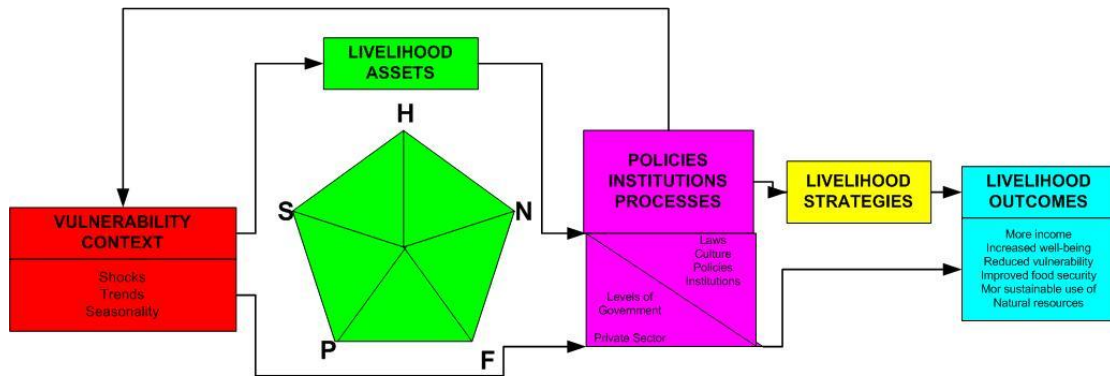 LIVELIHOOD
ASSETS
H
S
N
P
F
VULNERABILITY
CONTEXT
Shocks
Trends
Seasonality
POLICIES
INSTITUTIONS
PROCESSES
Laws
Culture
Policies
Institutions
Levels of
Government
Private Sector
LIVELIHOOD
STRATEGIES
LIVELIHOOD
OUTCOMES
More income
Increased well-being
Reduced vulnerability
Improved food security
Mor sustainable use of
Natural resources